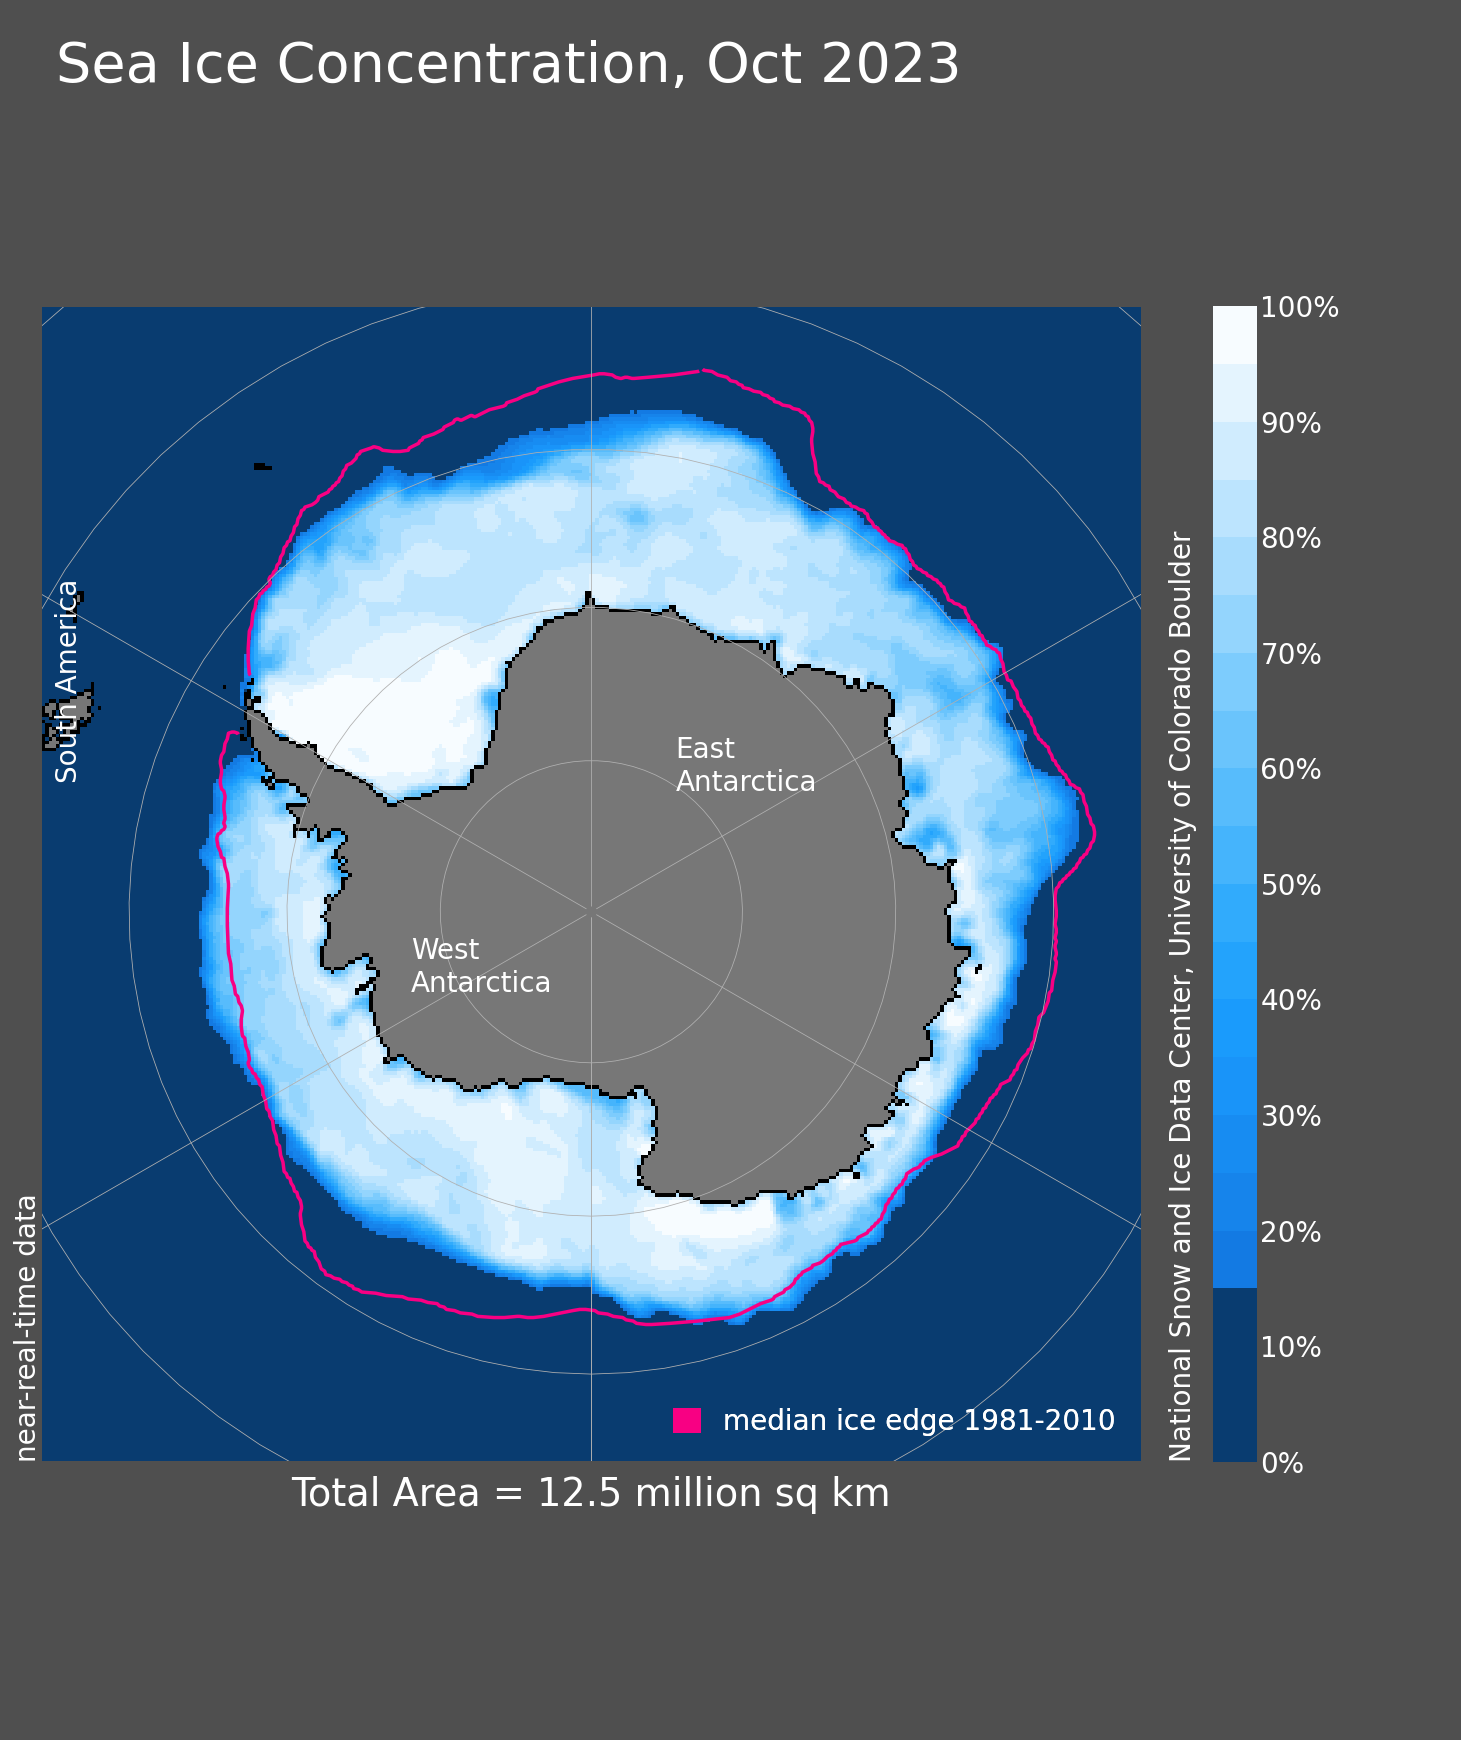 Sea Ice Concentration, Oct 2023
South America
East
Antarctica
West
Antarctica
near-real-time data
median ice edge 1981-2010
Total Area = 12.5 million sq km
National Snow and Ice Data Center, University of Colorado Boulder
100%
90%
80%
70%
60%
50%
40%
30%
20%
10%
0%